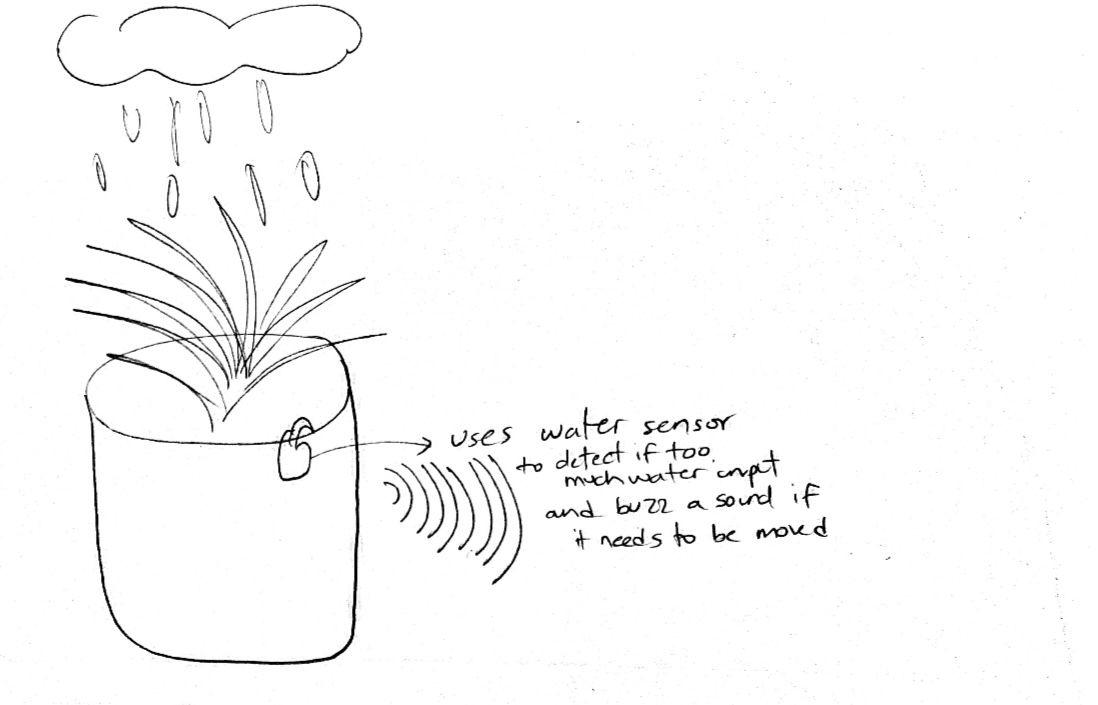 uses water sensor
to detect if too
much water input
and buzz a sound if
it needs to be moved